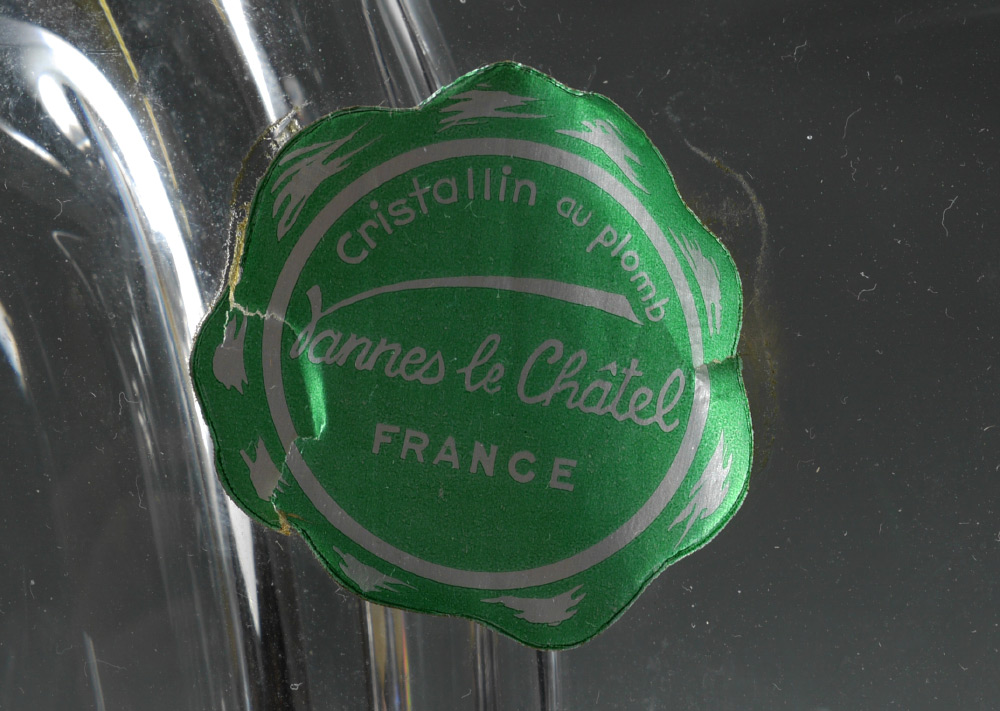 Cristallin au plomb
Vannes le Châtel
FRANCE